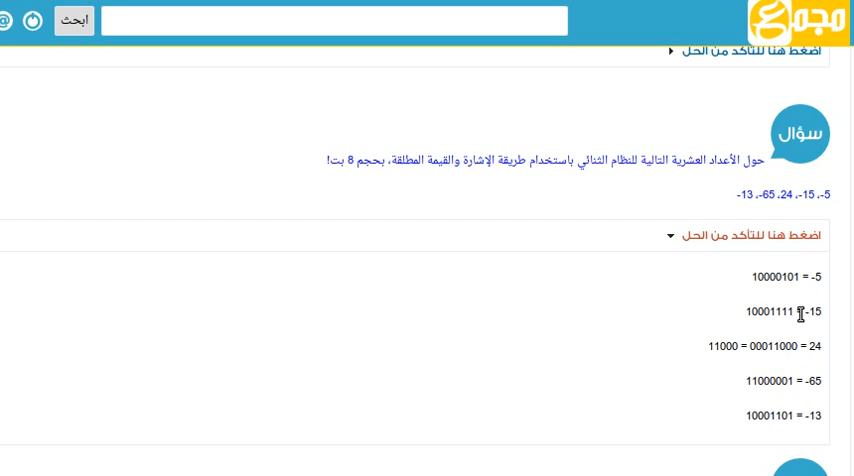 مجمع
ابحث
@
اضغط هنا للتأكد من الحل
سؤال
حول الأعداد العشرية التالية للنظام الثنائي باستخدام طريقة الإشارة والقيمة المطلقة، بحجم 8 بت!
-5، -15، 24، -65، -13
اضغط هنا للتأكد من الحل
-5 = 10000101
-15 = 10001111
24 = 00011000 = 11000
-65 = 11000001
-13 = 10001101